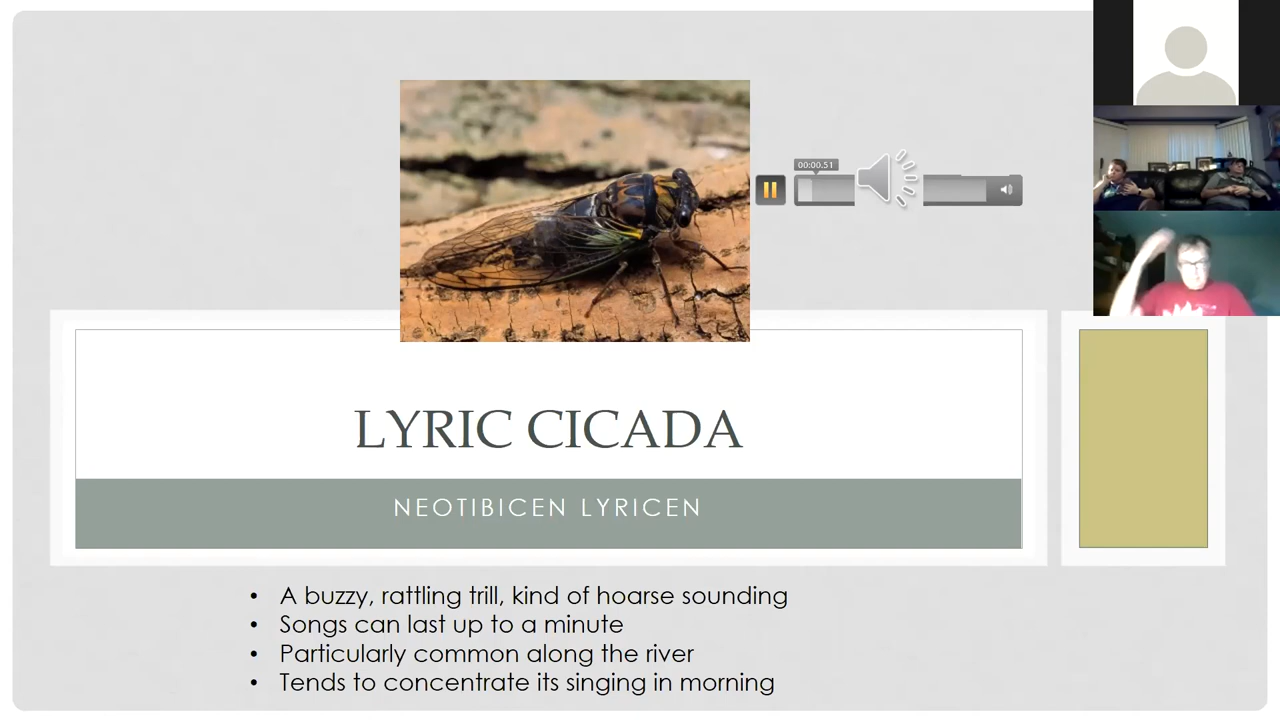 00:00.51
LYRIC CICADA
NEOTIBICEN LYRICEN
• A buzzy, rattling trill, kind of hoarse sounding
• Songs can last up to a minute
• Particularly common along the river
• Tends to concentrate its singing in morning